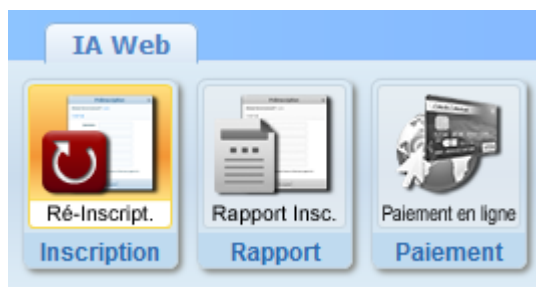 IA Web
Ré-Inscript.
Rapport Insc.
Paiement en ligne
Inscription
Rapport
Paiement